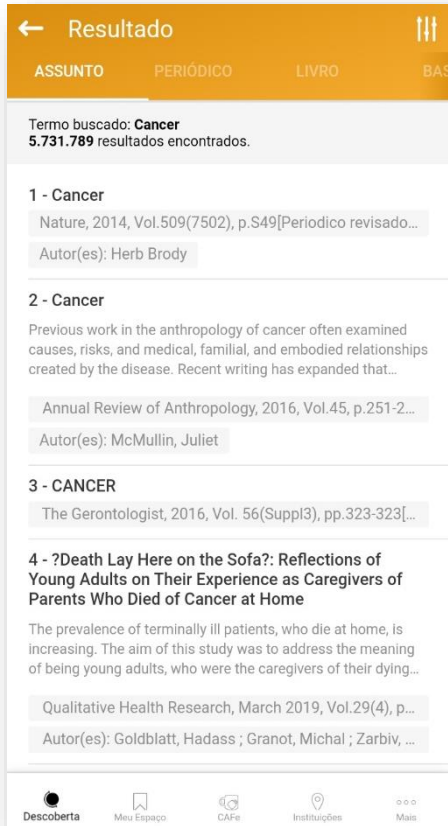 Resultado
ASSUNTO PERIÓDICO LIVRO BAS
Termo buscado: Cancer
5.731.789 resultados encontrados.
1 - Cancer
Nature, 2014, Vol.509(7502), p.S49[Periodico revisado...
Autor(es): Herb Brody
2 - Cancer
Previous work in the anthropology of cancer often examined
causes, risks, and medical, familial, and embodied relationships
created by the disease. Recent writing has expanded that...
Annual Review of Anthropology, 2016, Vol.45, p.251-2...
Autor(es): McMullin, Juliet
3 - CANCER
The Gerontologist, 2016, Vol. 56(Suppl3), pp.323-323[...
4 - ?Death Lay Here on the Sofa?: Reflections of
Young Adults on Their Experience as Caregivers of
Parents Who Died of Cancer at Home
The prevalence of terminally ill patients, who die at home, is
increasing. The aim of this study was to address the meaning
of being young adults, who were the caregivers of their dying...
Qualitative Health Research, March 2019, Vol.29(4), p...
Autor(es): Goldblatt, Hadass ; Granot, Michal ; Zarbiv, ...
Descoberta Meu Espaço CAFe Instituições Mais